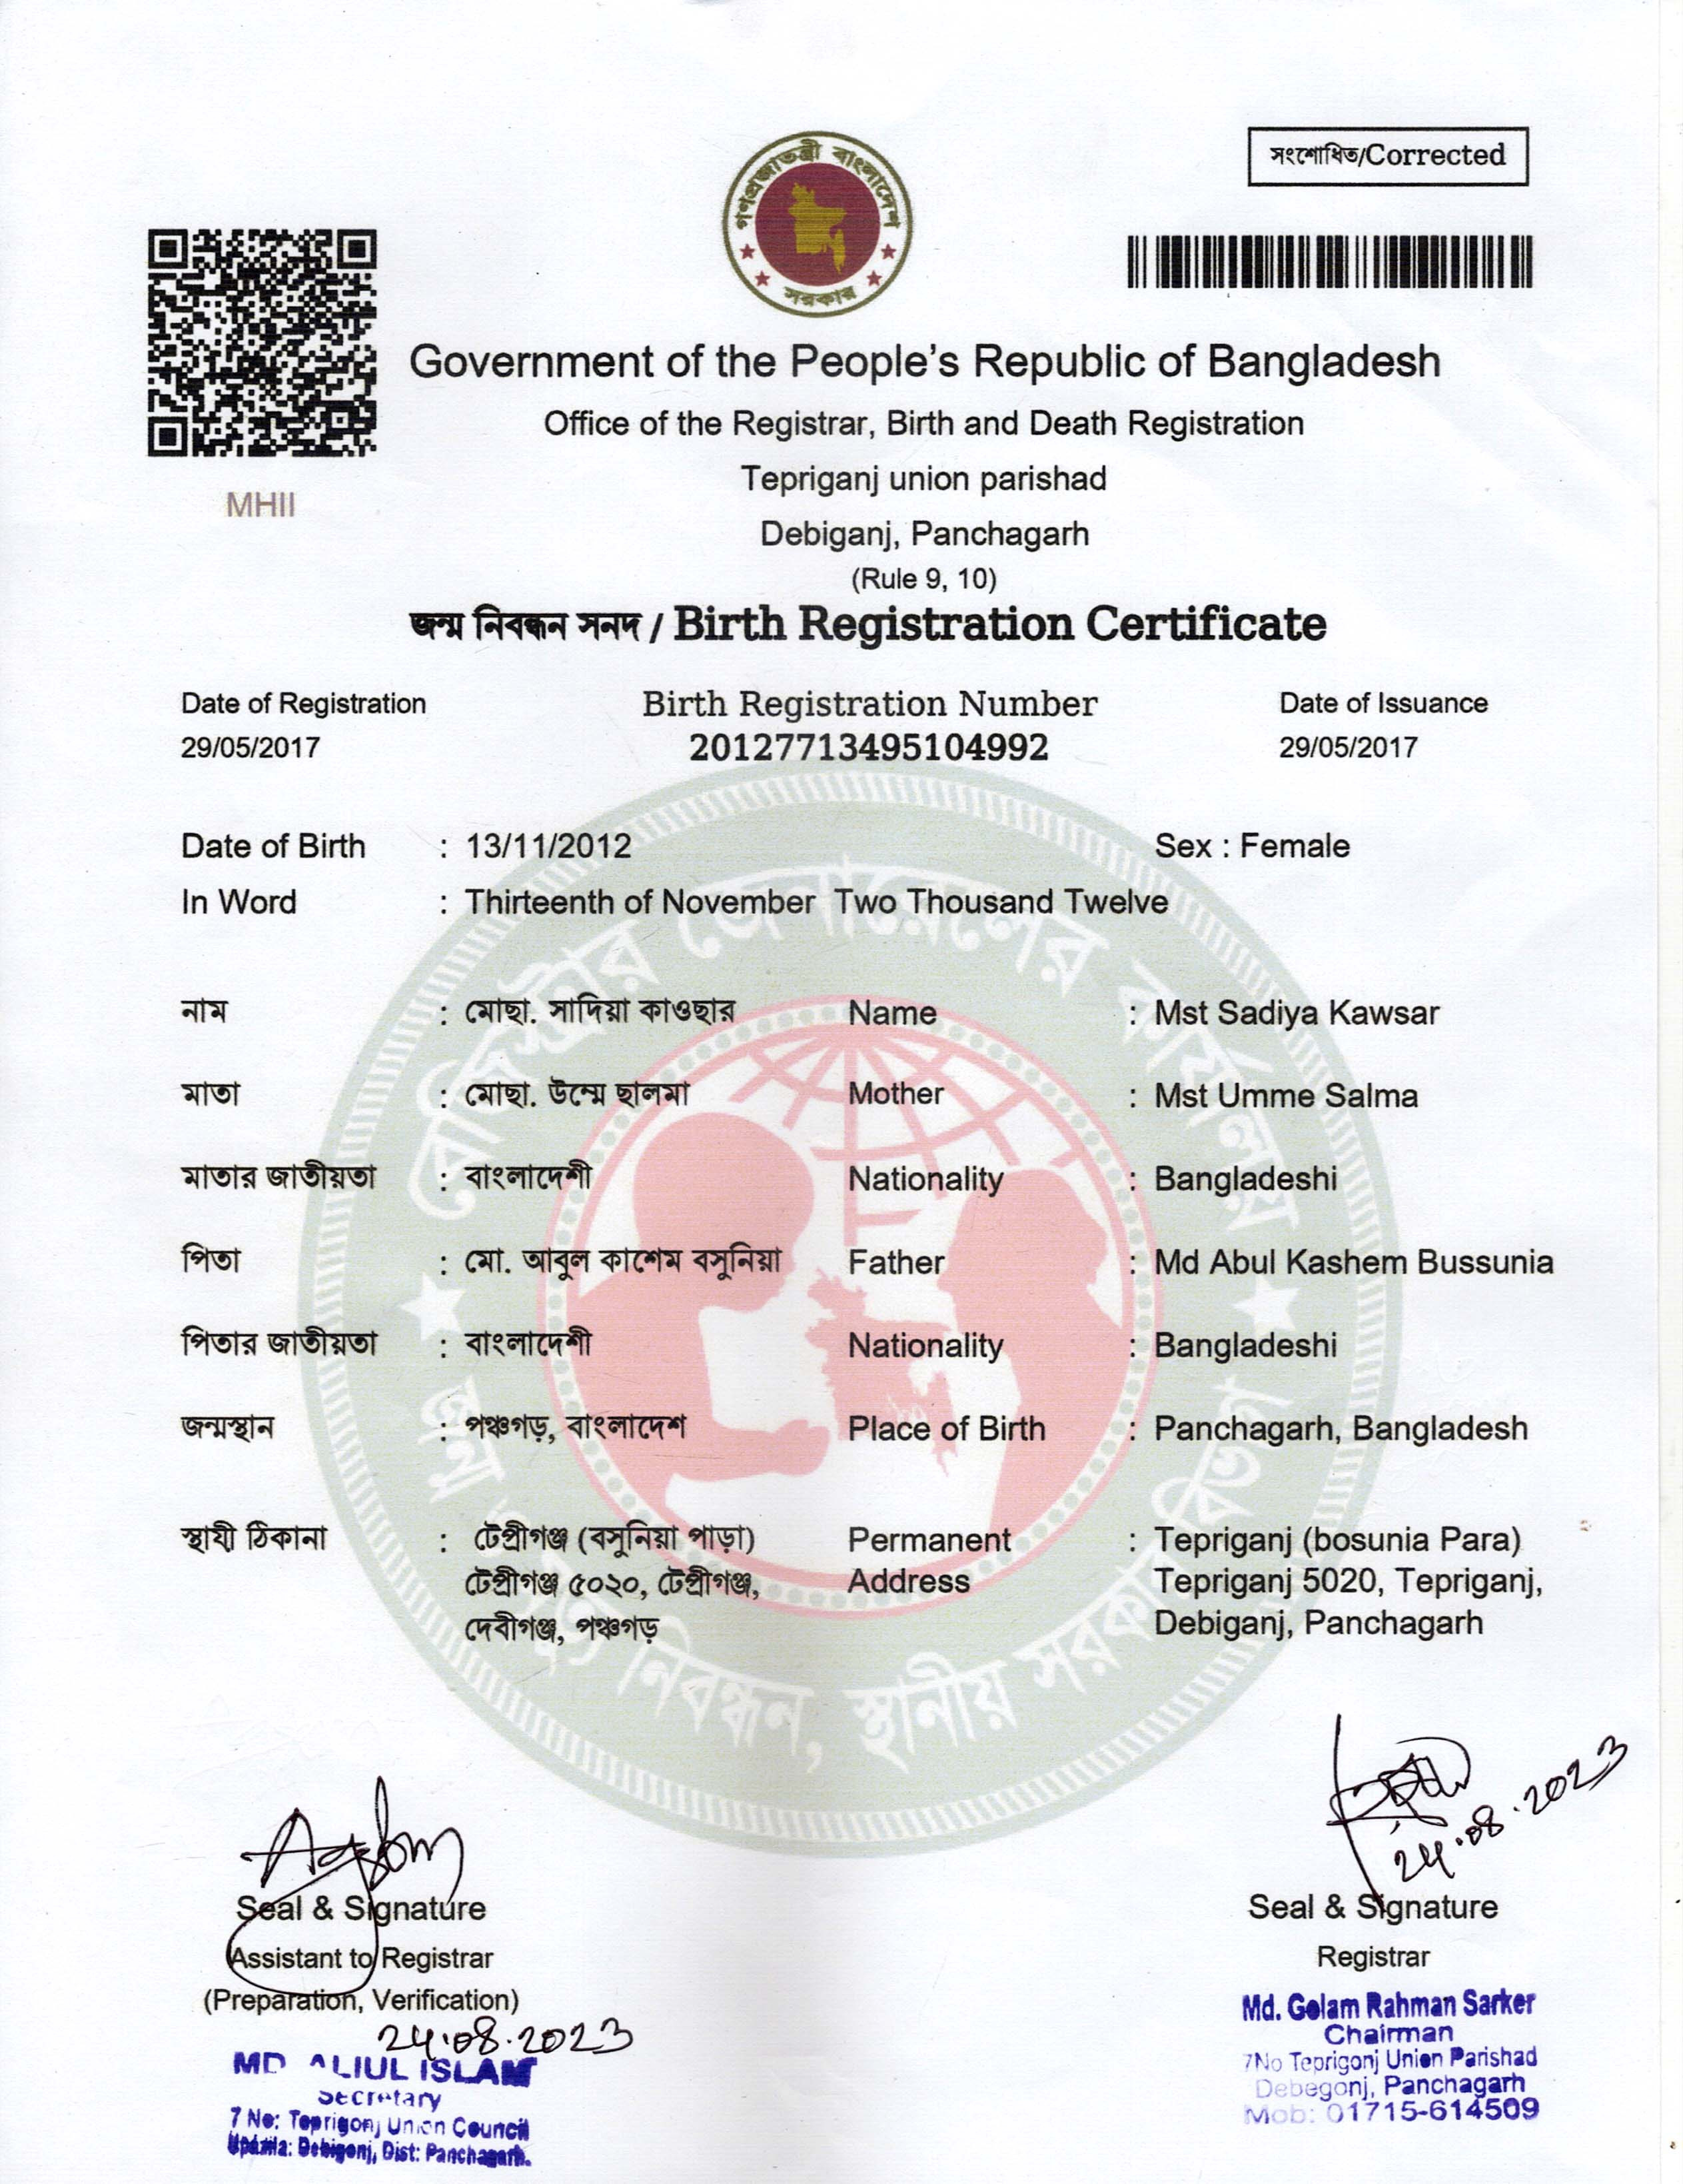 সংশোধিত/Corrected
গণপ্রজাতন্ত্রী বাংলাদেশ
সরকার
MHII
Government of the People's Republic of Bangladesh
Office of the Registrar, Birth and Death Registration
Tepriganj union parishad
Debiganj, Panchagarh
(Rule 9, 10)
জন্ম নিবন্ধন সনদ / Birth Registration Certificate
Date of Registration Birth Registration Number Date of Issuance
29/05/2017 20127713495104992 29/05/2017
Date of Birth : 13/11/2012 Sex : Female
In Word : Thirteenth of November Two Thousand Twelve
নাম : মোছা. সাদিয়া কাওছার Name : Mst Sadiya Kawsar
মাতা : মোছা. উম্মে ছালমা Mother : Mst Umme Salma
মাতার জাতীয়তা : বাংলাদেশী Nationality : Bangladeshi
পিতা : মো. আবুল কাশেম বসুনিয়া Father : Md Abul Kashem Bussunia
পিতার জাতীয়তা : বাংলাদেশী Nationality : Bangladeshi
জন্মস্থান : পঞ্চগড়, বাংলাদেশ Place of Birth : Panchagarh, Bangladesh
স্থায়ী ঠিকানা : টেপ্রীগঞ্জ (বসুনিয়া পাড়া) Permanent : Tepriganj (bosunia Para)
টেপ্রীগঞ্জ ৫০২০, টেপ্রীগঞ্জ, Address Tepriganj 5020, Tepriganj,
দেবীগঞ্জ, পঞ্চগড় Debiganj, Panchagarh
রেজিস্ট্রার জেনারেলের কার্যালয়
জন্ম ও মৃত্যু নিবন্ধন, স্থানীয় সরকার বিভাগ
24.08.2023
Seal & Signature Seal & Signature
Assistant to Registrar Registrar
(Preparation, Verification)
24.08.2023
MD ALIUL ISLAM
Secretary
7 No: Teprigonj Union Council
Upazila: Debigonj, Dist: Panchagarh.
Md. Golam Rahman Sarker
Chairman
7No Teprigonj Union Parishad
Debegonj, Panchagarh
Mob: 01715-614509